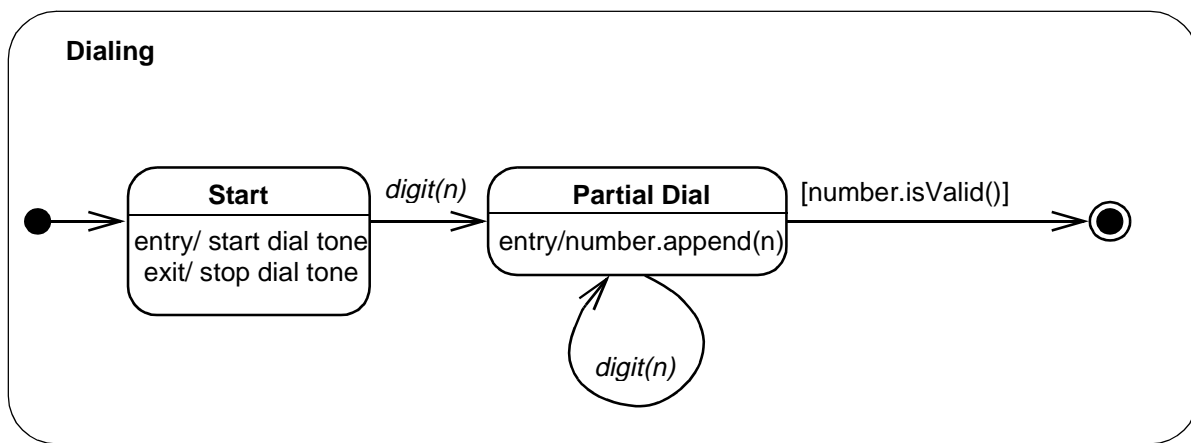 Dialing
Start
entry/ start dial tone
exit/ stop dial tone
digit(n)
Partial Dial
entry/number.append(n)
[number.isValid()]
digit(n)